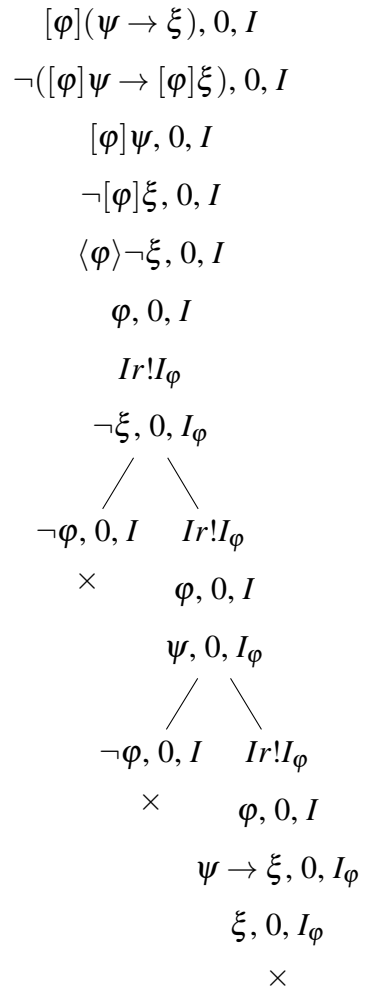 [φ](ψ → ξ), 0, I
¬([φ]ψ → [φ]ξ), 0, I
[φ]ψ, 0, I
¬[φ]ξ, 0, I
⟨φ⟩¬ξ, 0, I
φ, 0, I
Ir!I_φ
¬ξ, 0, I_φ
¬φ, 0, I Ir!I_φ
× φ, 0, I
ψ, 0, I_φ
¬φ, 0, I Ir!I_φ
× φ, 0, I
ψ → ξ, 0, I_φ
ξ, 0, I_φ
×